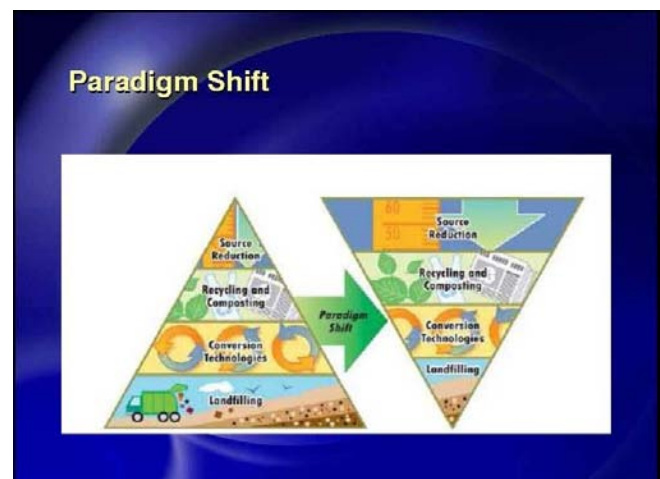 Paradigm Shift
Source
Reduction
Recycling and
Composting
Conversion
Technologies
Landfilling
Paradigm
Shift
60
50
Source
Reduction
Recycling and
Composting
Conversion
Technologies
Landfilling